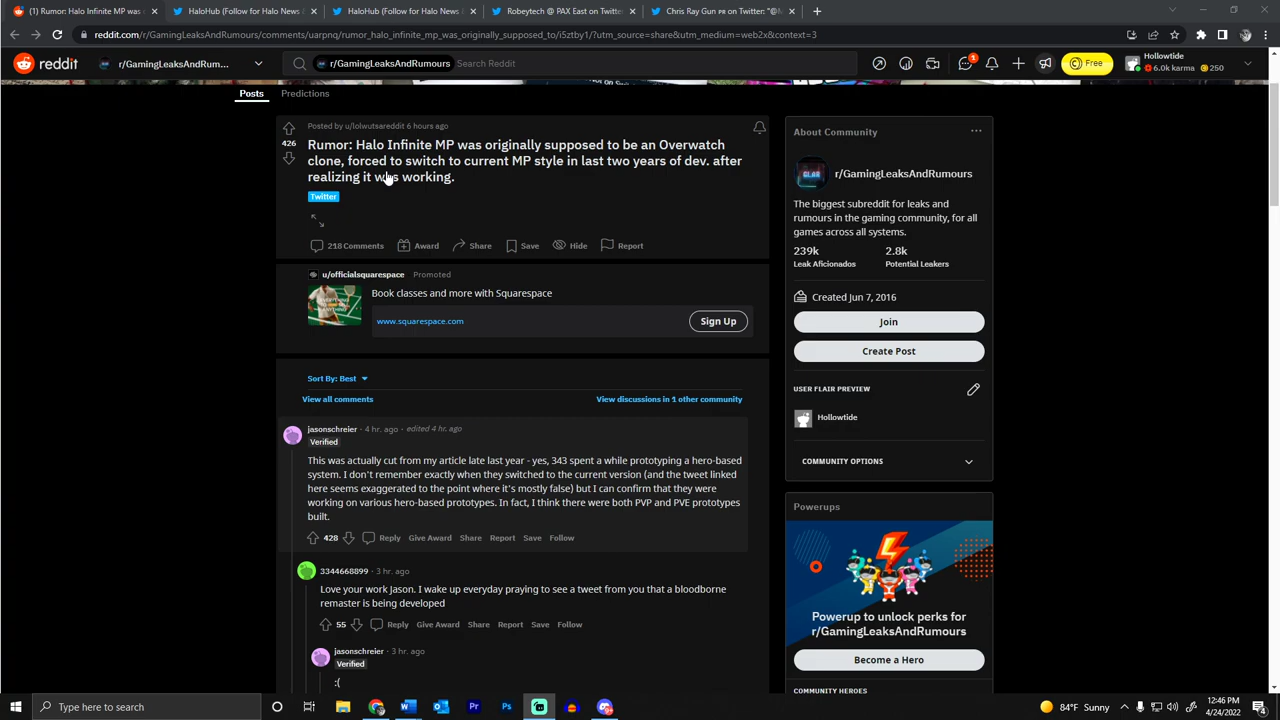 (1) Rumor: Halo Infinite MP was c
HaloHub (Follow for Halo News &
HaloHub (Follow for Halo News &
Robeytech @ PAX East on Twitter
Chris Ray Gun on Twitter: "@M
reddit.com/r/GamingLeaksAndRumours/comments/uarpnq/rumor_halo_infinite_mp_was_originally_supposed_to/i5ztby1/?utm_source=share&utm_medium=web2x&context=3
reddit
r/GamingLeaksAndRum...
r/GamingLeaksAndRumours
Search Reddit
1
Free
Hollowtide
6.0k karma 250
Posts
Predictions
Posted by u/lolwutsareddit 6 hours ago
426
Rumor: Halo Infinite MP was originally supposed to be an Overwatch
clone, forced to switch to current MP style in last two years of dev. after
realizing it was working.
Twitter
218 Comments
Award
Share
Save
Hide
Report
u/officialsquarespace Promoted
Book classes and more with Squarespace
www.squarespace.com
Sign Up
Sort By: Best
View all comments
View discussions in 1 other community
jasonschreier · 4 hr. ago · edited 4 hr. ago
Verified
This was actually cut from my article late last year - yes, 343 spent a while prototyping a hero-based
system. I don't remember exactly when they switched to the current version (and the tweet linked
here seems exaggerated to the point where it's mostly false) but I can confirm that they were
working on various hero-based prototypes. In fact, I think there were both PVP and PVE prototypes
built.
428
Reply
Give Award
Share
Report
Save
Follow
3344668899 · 3 hr. ago
Love your work Jason. I wake up everyday praying to see a tweet from you that a bloodborne
remaster is being developed
55
Reply
Give Award
Share
Report
Save
Follow
jasonschreier · 3 hr. ago
Verified
:(
About Community
r/GamingLeaksAndRumours
The biggest subreddit for leaks and
rumours in the gaming community, for all
games across all systems.
239k
2.8k
Leak Aficionados
Potential Leakers
Created Jun 7, 2016
Join
Create Post
USER FLAIR PREVIEW
Hollowtide
COMMUNITY OPTIONS
Powerups
Powerup to unlock perks for
r/GamingLeaksAndRumours
Become a Hero
COMMUNITY HEROES
Type here to search
84°F Sunny
12:46 PM
4/24/2022